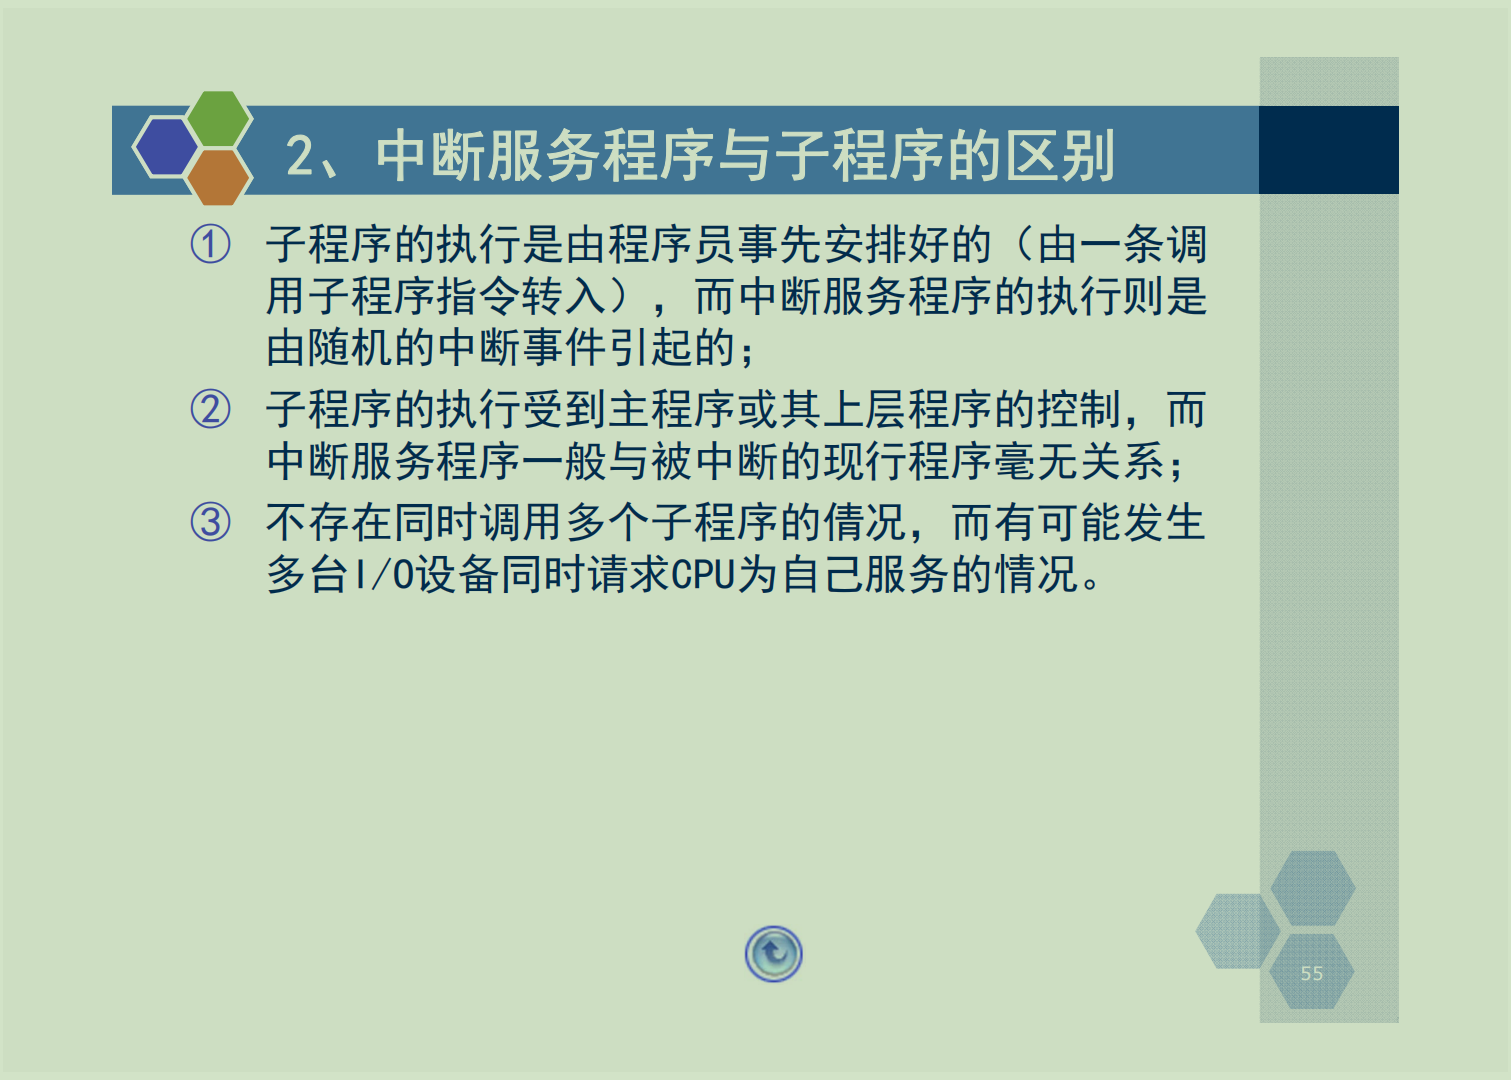 2、中断服务程序与子程序的区别
① 子程序的执行是由程序员事先安排好的（由一条调
用子程序指令转入），而中断服务程序的执行则是
由随机的中断事件引起的；
② 子程序的执行受到主程序或其上层程序的控制，而
中断服务程序一般与被中断的现行程序毫无关系；
③ 不存在同时调用多个子程序的倩况，而有可能发生
多台I/O设备同时请求CPU为自己服务的情况。
55